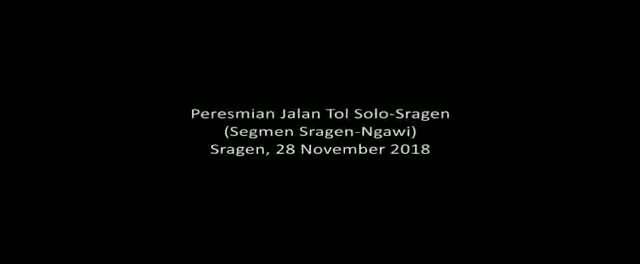 Peresmian Jalan Tol Solo-Sragen
(Segmen Sragen-Ngawi)
Sragen, 28 November 2018